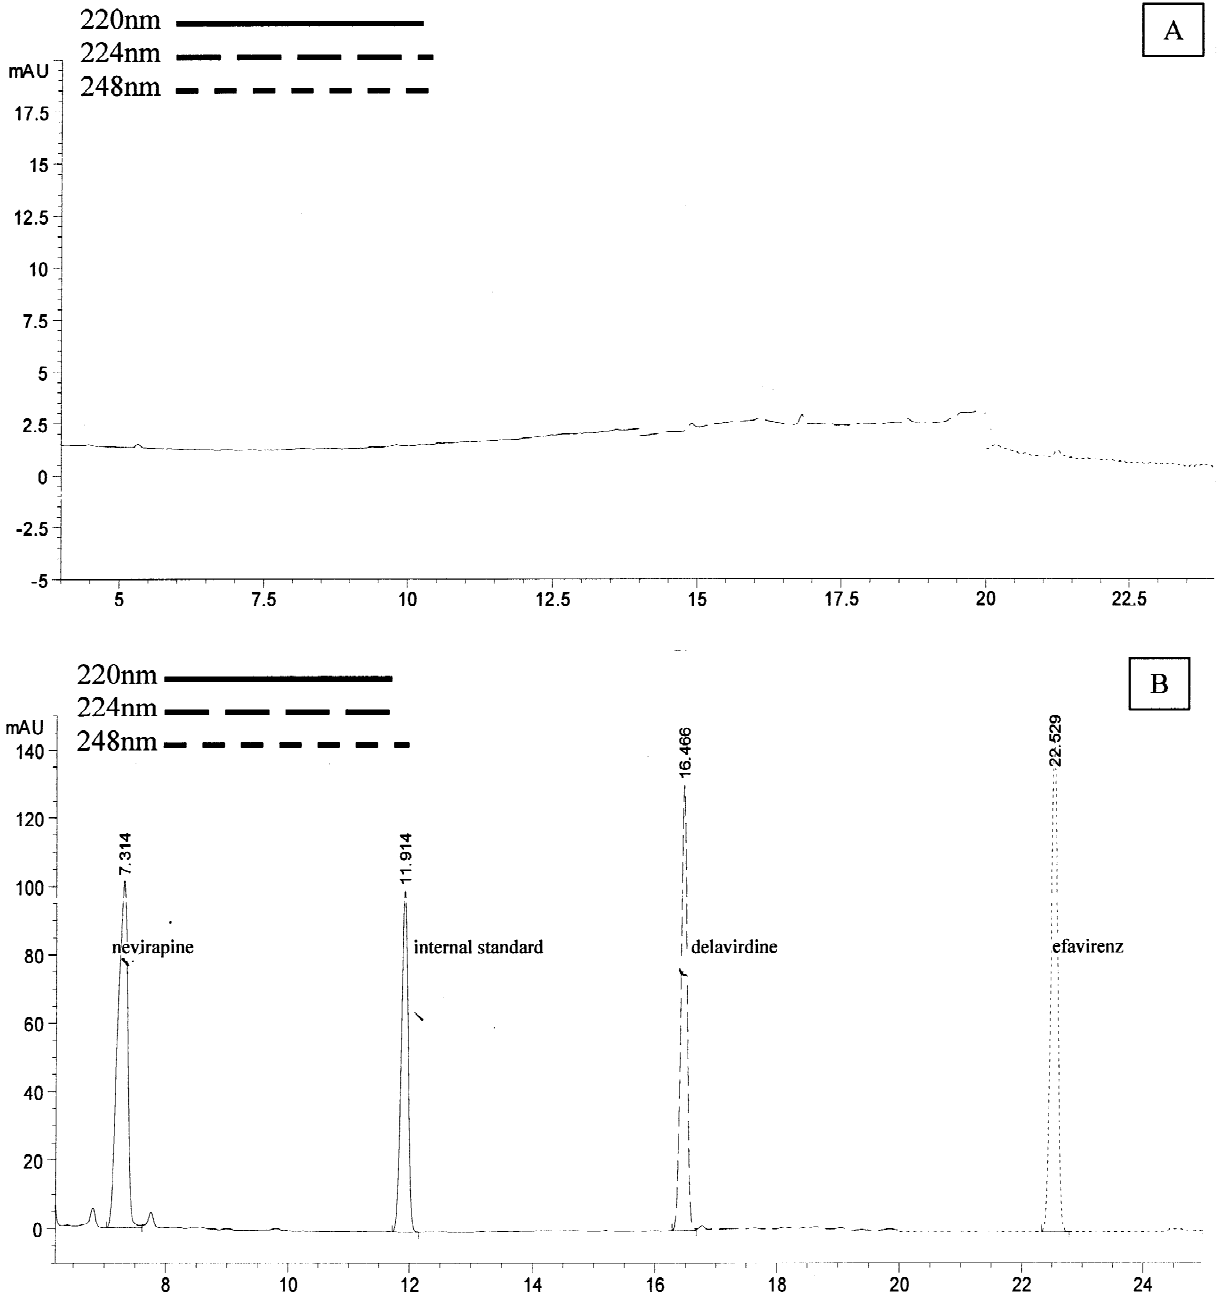 220nm
A
224nm
mAU
248nm
17.5
15
12.5
10
7.5
5
2.5
0
-2.5
-5
5 7.5 10 12.5 15 17.5 20 22.5
220nm
B
224nm
mAU
248nm
140
120
100
80
60
40
20
0
7.314
11.914
16.466
22.529
nevirapine internal standard delavirdine efavirenz
8 10 12 14 16 18 20 22 24